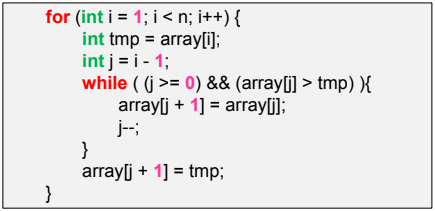 for (int i = 1; i < n; i++) {
int tmp = array[i];
int j = i - 1;
while ( (j >= 0) && (array[j] > tmp) ){
array[j + 1] = array[j];
j--;
}
array[j + 1] = tmp;
}